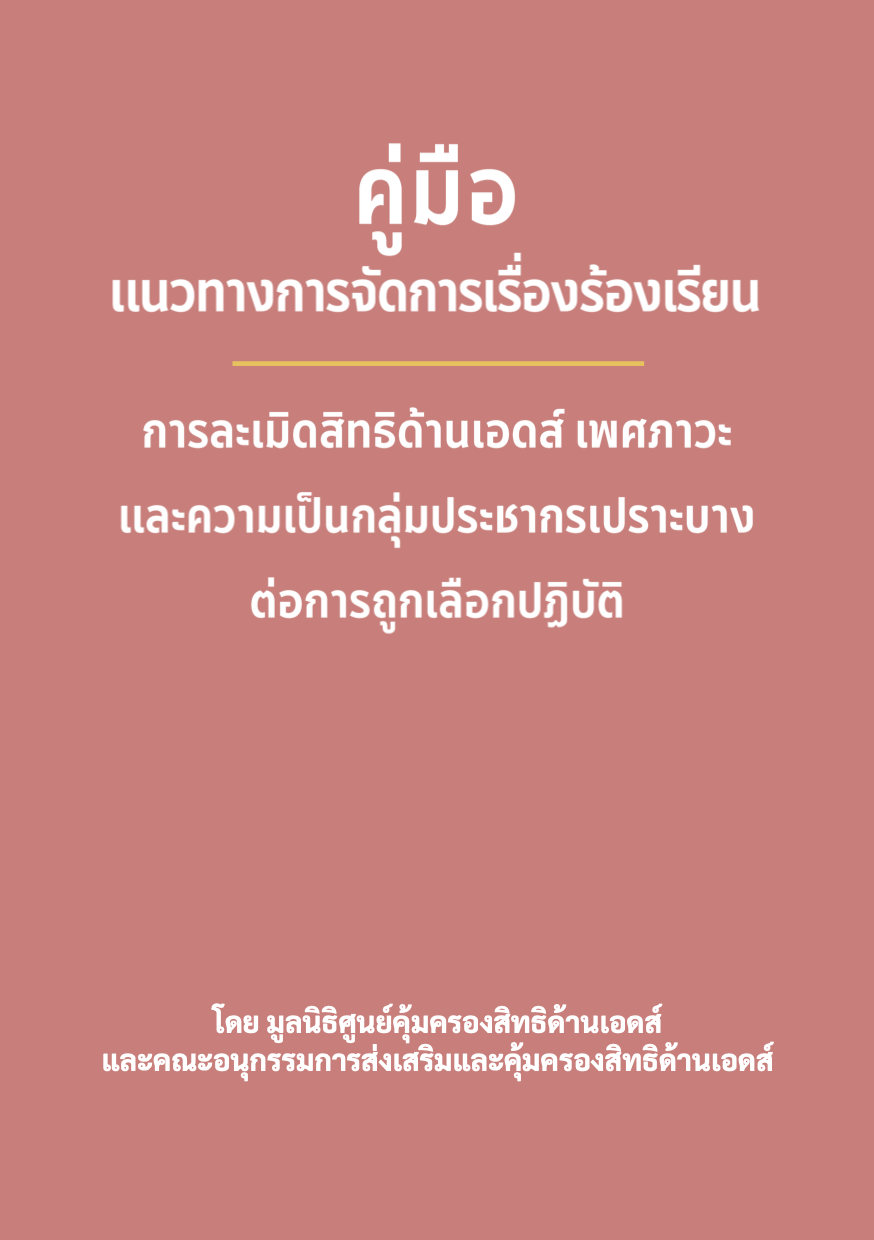 คู่มือ
แนวทางการจัดการเรื่องร้องเรียน
การละเมิดสิทธิด้านเอดส์ เพศภาวะ
และความเป็นกลุ่มประชากรเปราะบาง
ต่อการถูกเลือกปฏิบัติ
โดย มูลนิธิศูนย์คุ้มครองสิทธิด้านเอดส์
และคณะอนุกรรมการส่งเสริมและคุ้มครองสิทธิด้านเอดส์